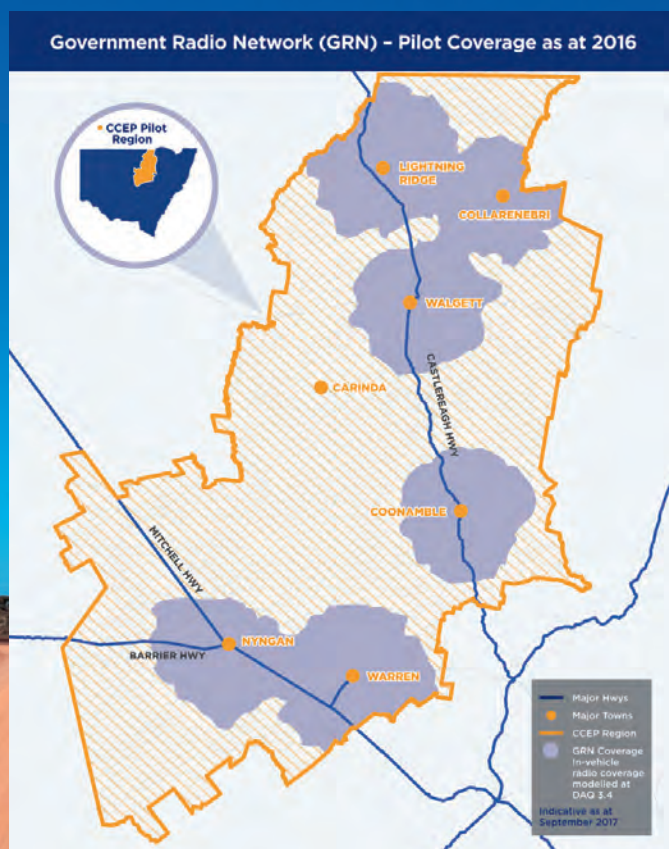 Government Radio Network (GRN) – Pilot Coverage as at 2016
CCEP Pilot
Region
LIGHTNING
RIDGE
COLLARENEBRI
WALGETT
CARINDA
CASTLEREAGH HWY
COONAMBLE
MITCHELL HWY
NYNGAN
BARRIER HWY
WARREN
Major Hwys
Major Towns
CCEP Region
GRN Coverage
In-vehicle
radio coverage
modelled at
DAQ 3.4
Indicative as at
September 2017